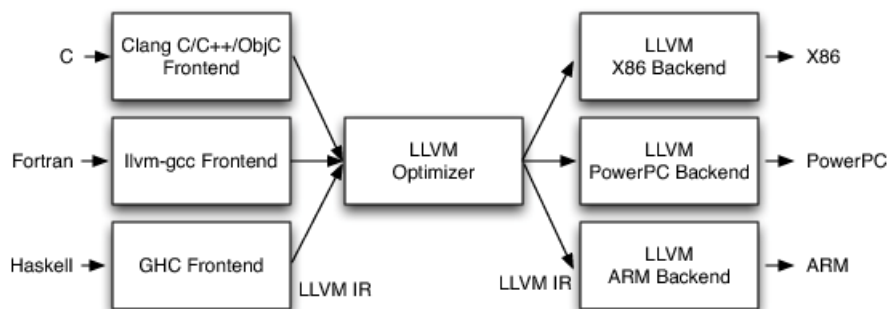 C
Clang C/C++/ObjC
Frontend
LLVM
X86 Backend
X86
Fortran
llvm-gcc Frontend
LLVM
Optimizer
LLVM
PowerPC Backend
PowerPC
Haskell
GHC Frontend
LLVM IR
LLVM IR
LLVM
ARM Backend
ARM